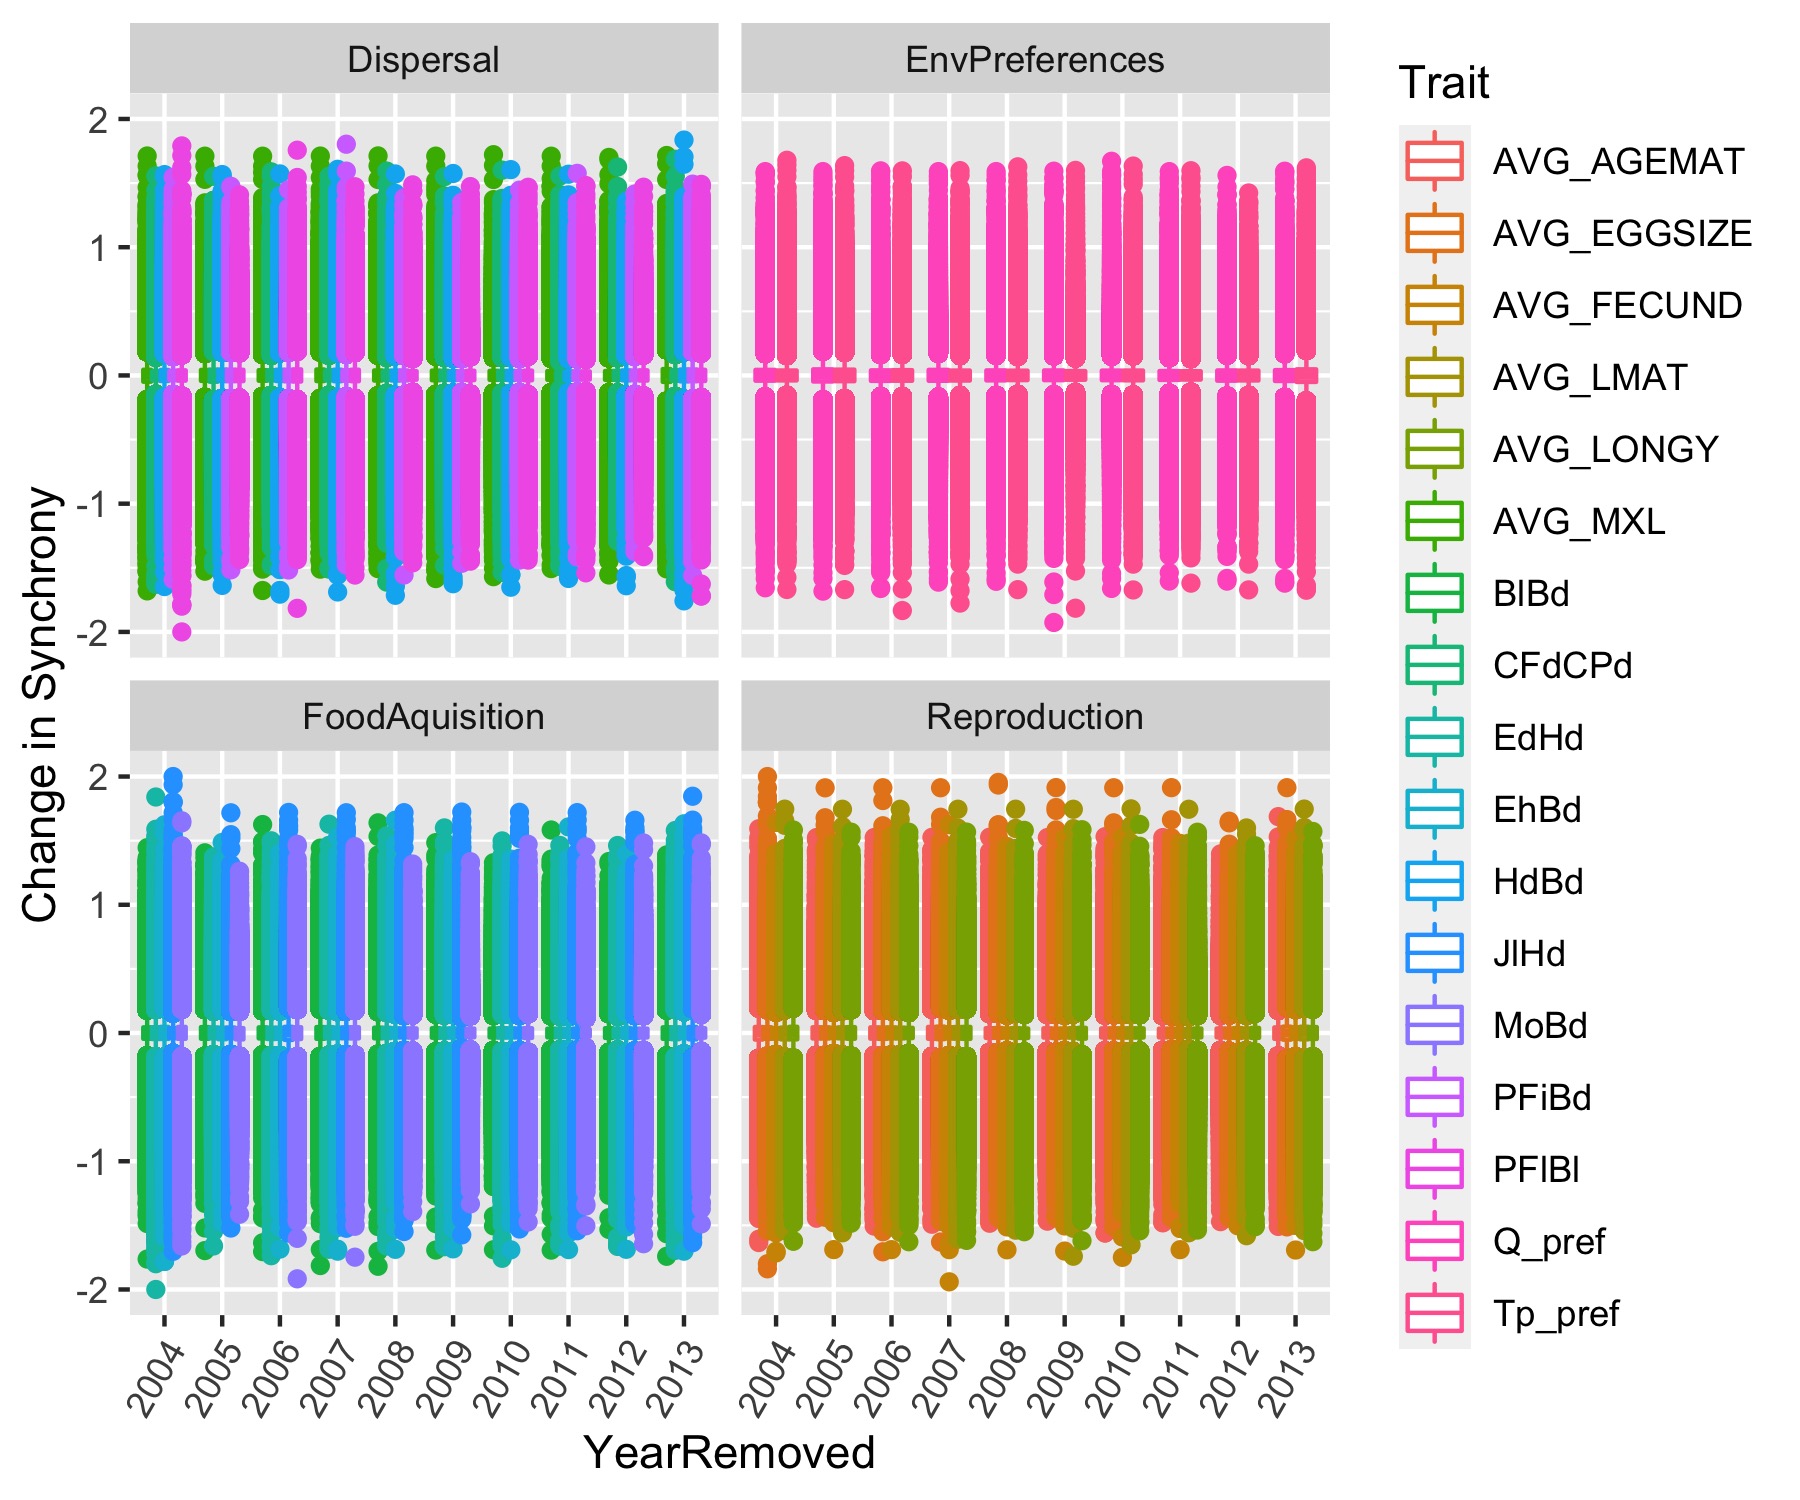 Dispersal
EnvPreferences
2
1
0
-1
-2
FoodAquisition
Reproduction
2
1
0
-1
-2
Change in Synchrony
2004
2005
2006
2007
2008
2009
2010
2011
2012
2013
2004
2005
2006
2007
2008
2009
2010
2011
2012
2013
YearRemoved
Trait
AVG_AGEMAT
AVG_EGGSIZE
AVG_FECUND
AVG_LMAT
AVG_LONGY
AVG_MXL
BlBd
CFdCPd
EdHd
EhBd
HdBd
JlHd
MoBd
PFiBd
PFlBl
Q_pref
Tp_pref